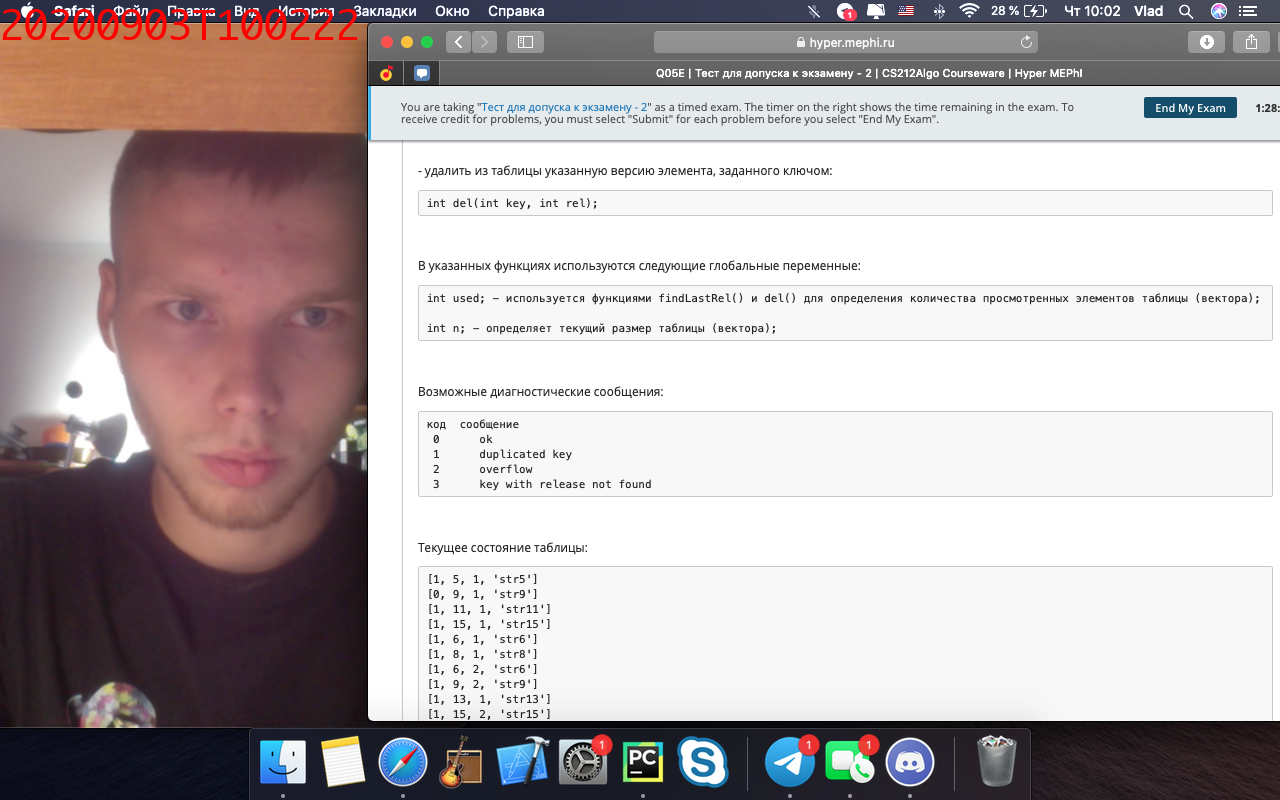 20200903T100222
Safari Файл Правка Вид История Закладки Окно Справка
1
28 %
Чт 10:02 Vlad
hyper.mephi.ru
Q05E | Тест для допуска к экзамену - 2 | CS212Algo Courseware | Hyper MEPhI
You are taking "Тест для допуска к экзамену - 2" as a timed exam. The timer on the right shows the time remaining in the exam. To
receive credit for problems, you must select "Submit" for each problem before you select "End My Exam".
End My Exam
1:28:
- удалить из таблицы указанную версию элемента, заданного ключом:
int del(int key, int rel);
В указанных функциях используются следующие глобальные переменные:
int used; – используется функциями findLastRel() и del() для определения количества просмотренных элементов таблицы (вектора);
int n; – определяет текущий размер таблицы (вектора);
Возможные диагностические сообщения:
код сообщение
0 ok
1 duplicated key
2 overflow
3 key with release not found
Текущее состояние таблицы:
[1, 5, 1, 'str5']
[0, 9, 1, 'str9']
[1, 11, 1, 'str11']
[1, 15, 1, 'str15']
[1, 6, 1, 'str6']
[1, 8, 1, 'str8']
[1, 6, 2, 'str6']
[1, 9, 2, 'str9']
[1, 13, 1, 'str13']
[1, 15, 2, 'str15']
PC
1
1
1